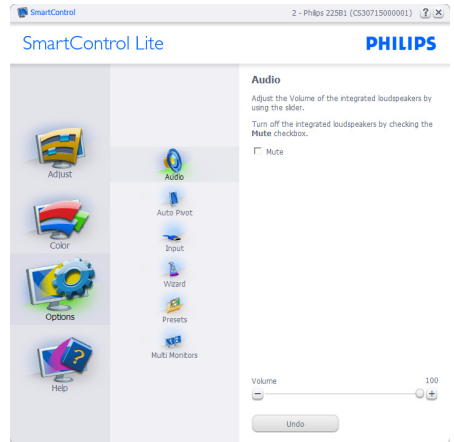 SmartControl
2 - Philips 225B1 (CS30715000001)
? X
SmartControl Lite
PHILIPS
Adjust
Color
Options
Help
Audio
Auto Pivot
Input
Wizard
Presets
Multi Monitors
Audio
Adjust the Volume of the integrated loudspeakers by
using the slider.
Turn off the integrated loudspeakers by checking the
Mute checkbox.
Mute
Volume 100
Undo